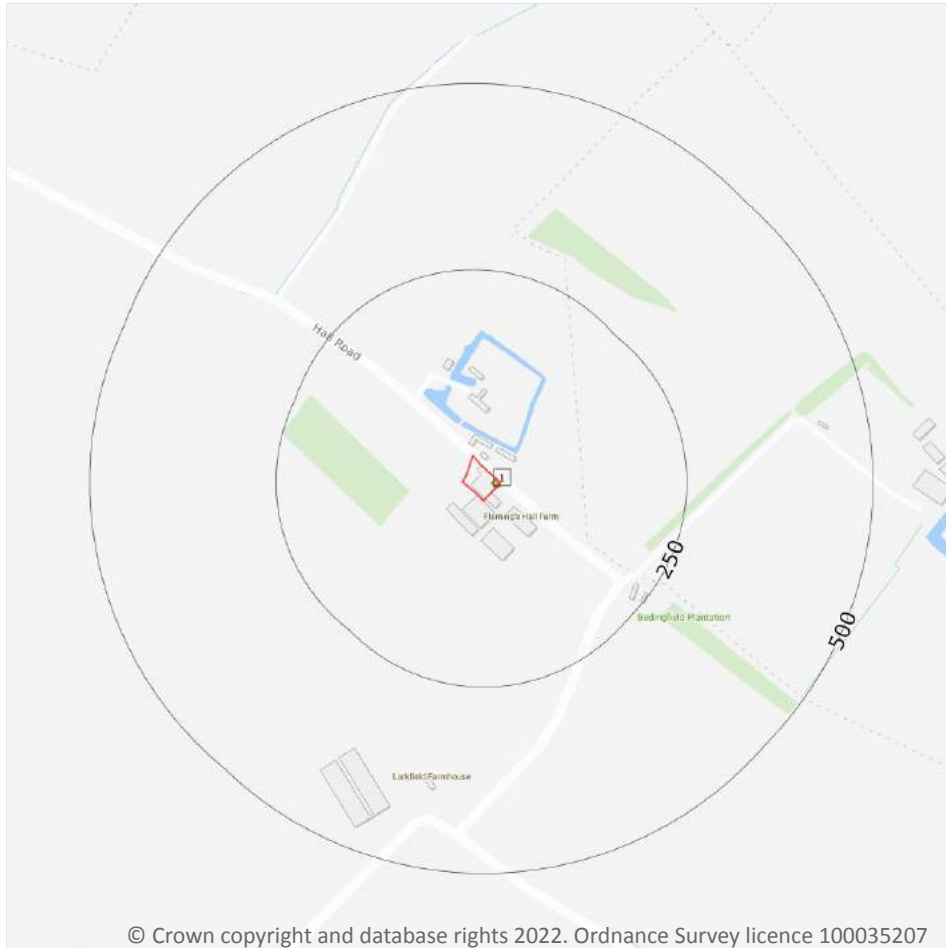 Hall Road
1
Fleming's Hall Farm
250
Bedingfield Plantation
500
Larkfield Farmhouse
© Crown copyright and database rights 2022. Ordnance Survey licence 100035207